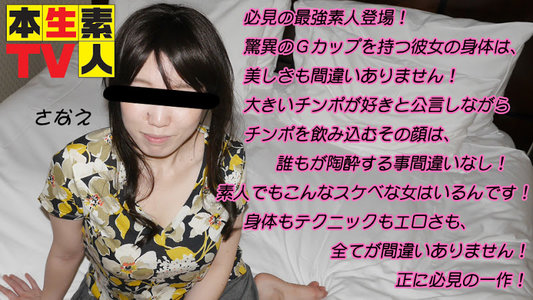 本生素人
TV
さなえ
必見の最強素人登場！
驚異のGカップを持つ彼女の身体は、
美しさも間違いありません！
大きいチンポが好きと公言しながら
チンポを飲み込むその顔は、
誰もが陶酔する事間違いなし！
素人でもこんなスケベな女はいるんです！
身体もテクニックもエロさも、
全てが間違いありません！
正に必見の一作！